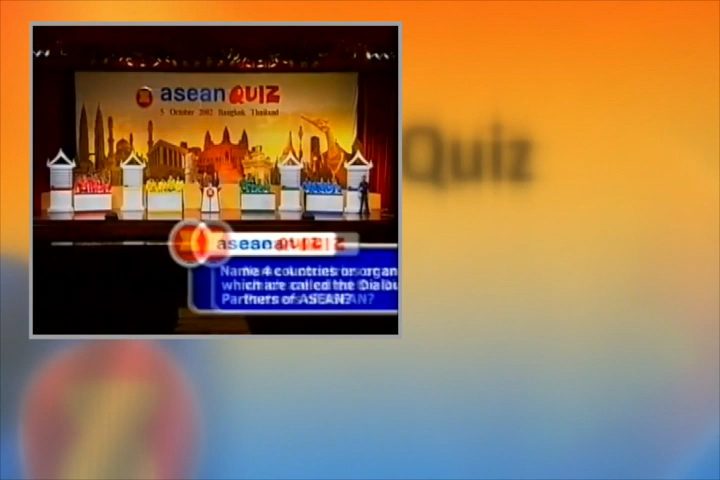 asean QUIZ
5 October 2002 Bangkok Thailand
Quiz
asean QUIZ
Name 4 countries or organ
which are called the Dialou
Partners of ASEAN?